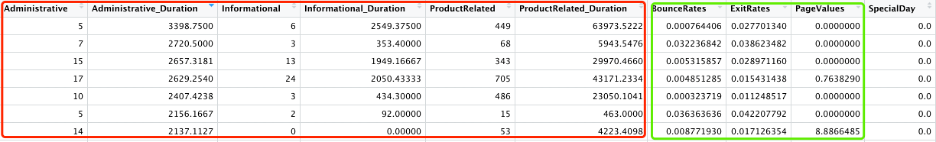 Administrative Administrative_Duration Informational Informational_Duration ProductRelated ProductRelated_Duration BounceRates ExitRates PageValues SpecialDay
5 3398.7500 6 2549.37500 449 63973.5222 0.000764406 0.027701340 0.0000000 0.0
7 2720.5000 3 353.40000 68 5943.5476 0.032236842 0.038623482 0.0000000 0.0
15 2657.3181 13 1949.16667 343 29970.4660 0.005315857 0.028971160 0.0000000 0.0
17 2629.2540 24 2050.43333 705 43171.2334 0.004851285 0.015431438 0.7638290 0.0
10 2407.4238 3 434.30000 486 23050.1041 0.000323719 0.011248517 0.0000000 0.0
5 2156.1667 2 92.00000 15 463.0000 0.036363636 0.042207792 0.0000000 0.0
14 2137.1127 0 0.00000 53 4223.4098 0.008771930 0.017126354 8.8866485 0.0